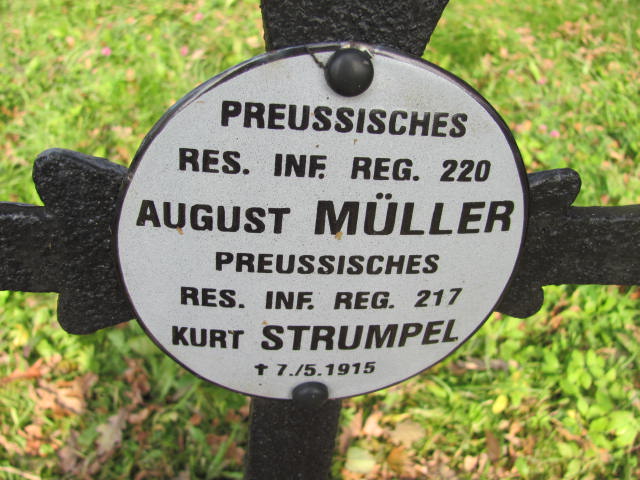 PREUSSISCHES
RES. INF. REG. 220
AUGUST MÜLLER
PREUSSISCHES
RES. INF. REG. 217
KURT STRUMPEL
✝ 7./5.1915